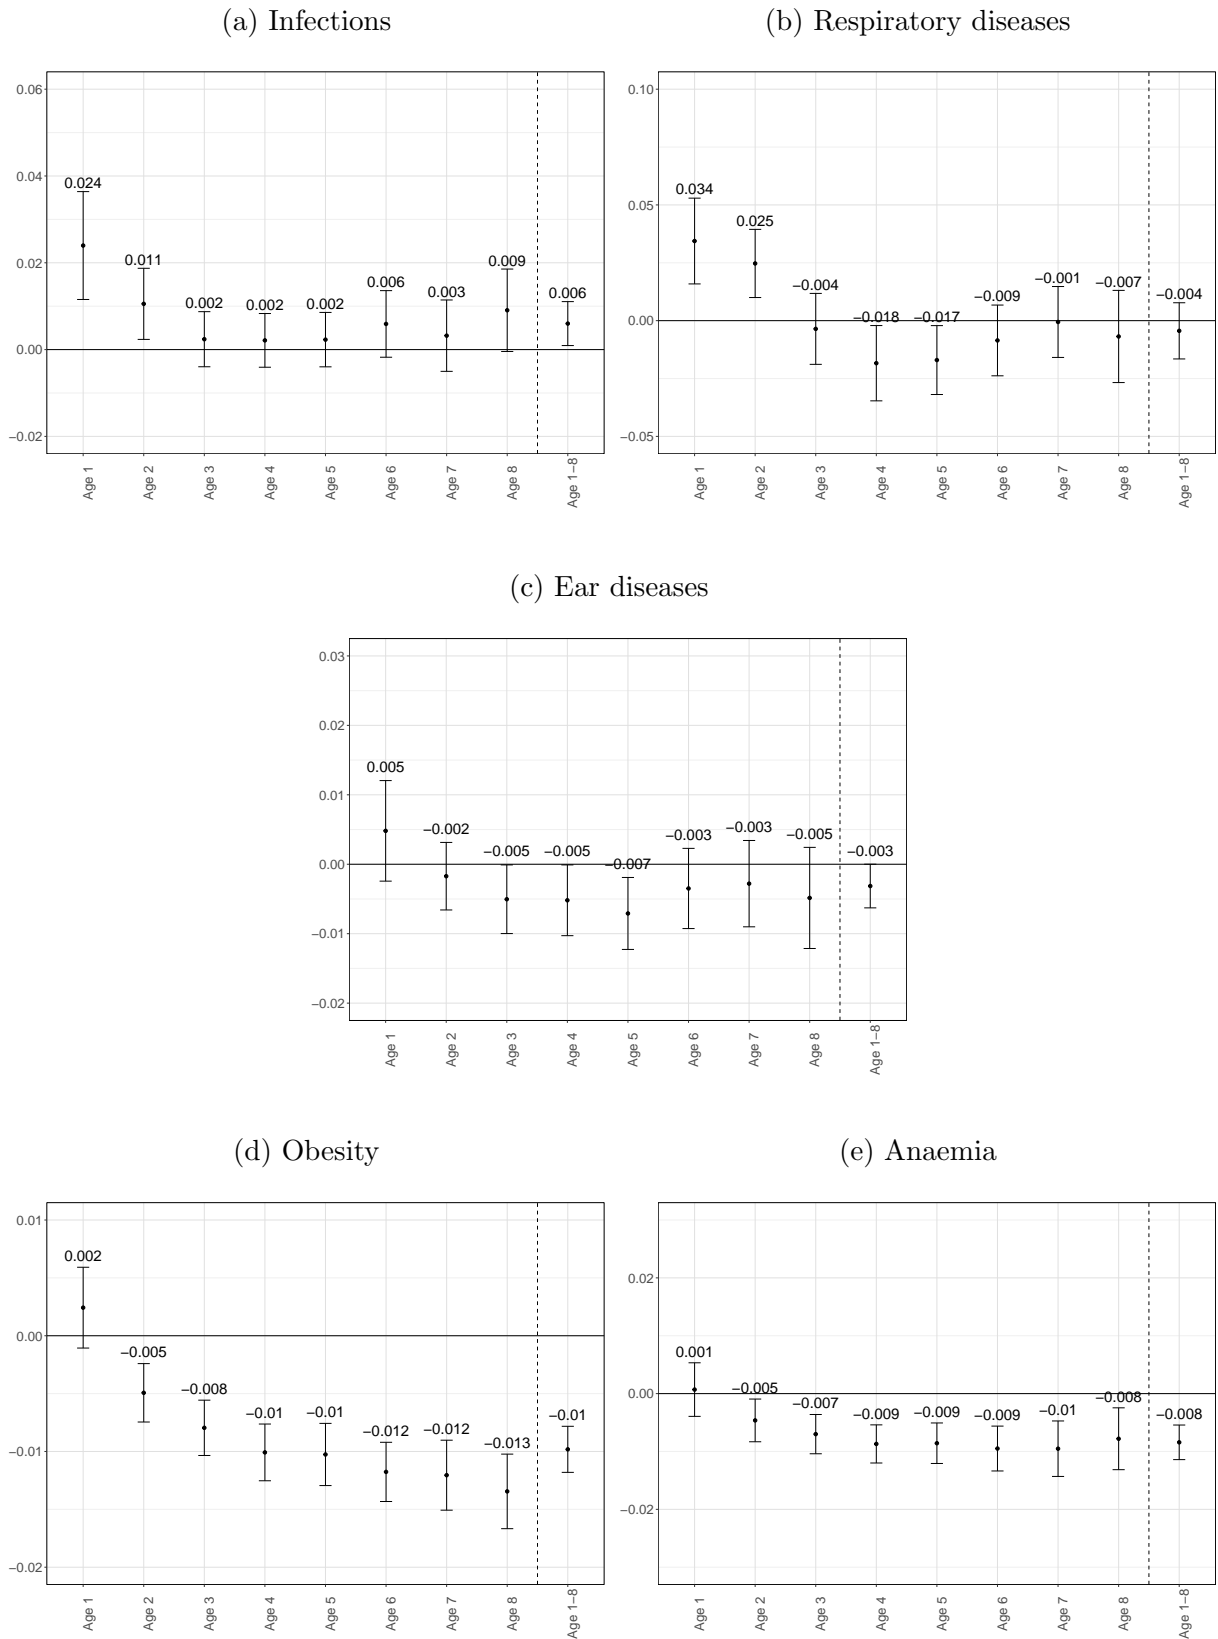 (a) Infections
0.06
0.04
0.02
0.00
−0.02
0.024
0.011
0.002
0.002
0.002
0.006
0.003
0.009
0.006
Age 1
Age 2
Age 3
Age 4
Age 5
Age 6
Age 7
Age 8
Age 1−8
(b) Respiratory diseases
0.10
0.05
0.00
−0.05
0.034
0.025
−0.004
−0.018
−0.017
−0.009
−0.001
−0.007
−0.004
Age 1
Age 2
Age 3
Age 4
Age 5
Age 6
Age 7
Age 8
Age 1−8
(c) Ear diseases
0.03
0.02
0.01
0.00
−0.01
−0.02
0.005
−0.002
−0.005
−0.005
−0.007
−0.003
−0.003
−0.005
−0.003
Age 1
Age 2
Age 3
Age 4
Age 5
Age 6
Age 7
Age 8
Age 1−8
(d) Obesity
0.01
0.00
−0.01
−0.02
0.002
−0.005
−0.008
−0.01
−0.01
−0.012
−0.012
−0.013
−0.01
Age 1
Age 2
Age 3
Age 4
Age 5
Age 6
Age 7
Age 8
Age 1−8
(e) Anaemia
0.02
0.00
−0.02
0.001
−0.005
−0.007
−0.009
−0.009
−0.009
−0.01
−0.008
−0.008
Age 1
Age 2
Age 3
Age 4
Age 5
Age 6
Age 7
Age 8
Age 1−8